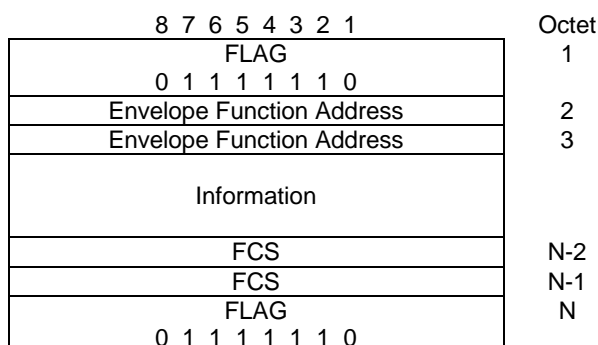 8 7 6 5 4 3 2 1 Octet
FLAG 1
0 1 1 1 1 1 1 0
Envelope Function Address 2
Envelope Function Address 3
Information
FCS N-2
FCS N-1
FLAG N
0 1 1 1 1 1 1 0